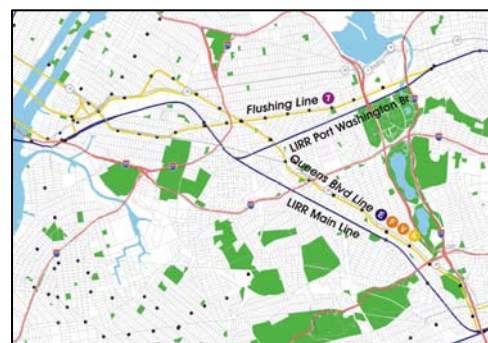 Flushing Line 7
LIRR Port Washington Br
Queens Blvd Line E F V
LIRR Main Line